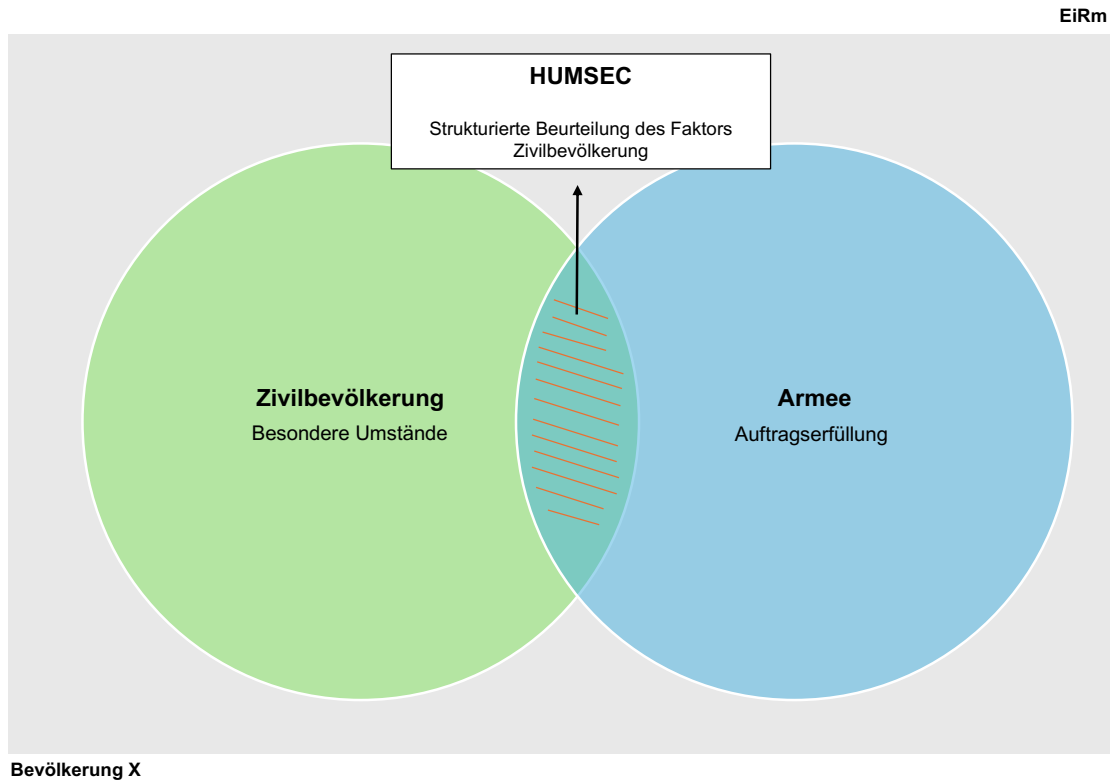 EiRm
HUMSEC
Strukturierte Beurteilung des Faktors
Zivilbevölkerung
Zivilbevölkerung
Besondere Umstände
Armee
Auftragserfüllung
Bevölkerung X